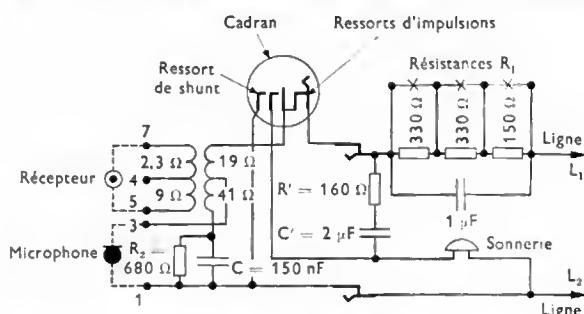 Cadran
Ressorts d'impulsions
Ressort
de shunt
Résistances R1
330 Ω
330 Ω
150 Ω
Ligne
L1
7
2,3 Ω
19 Ω
Récepteur
4
9 Ω
41 Ω
5
3
R' = 160 Ω
1 µF
C' = 2 µF
Sonnerie
Microphone
R2 =
680 Ω
C = 150 nF
1
L2
Ligne